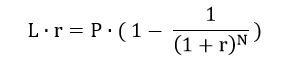 L · r = P · ( 1 − 1/(1 + r)^N )